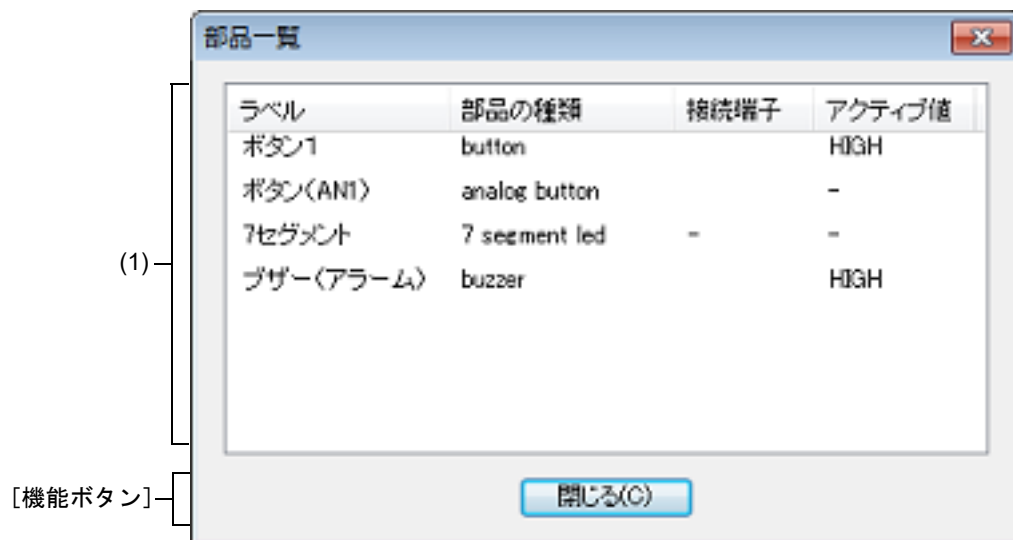 部品一覧
ラベル 部品の種類 接続端子 アクティブ値
ボタン1 button HIGH
ボタン(AN1) analog button -
7セグメント 7 segment led - -
(1)
ブザー(アラーム) buzzer HIGH
[機能ボタン]
閉じる(C)